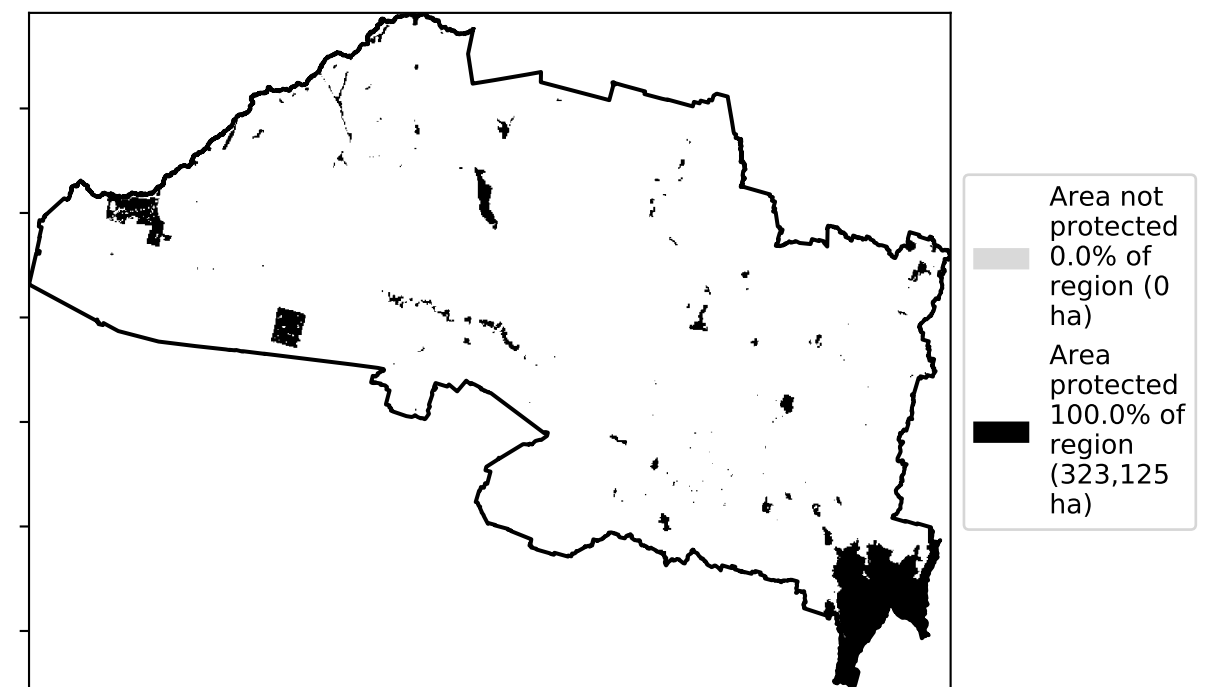 Area not
protected
0.0% of
region (0
ha)
Area
protected
100.0% of
region
(323,125
ha)